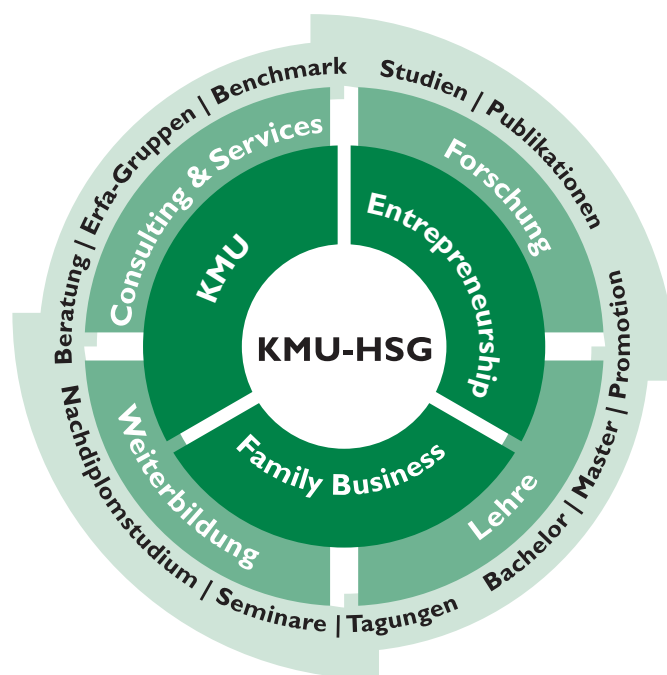 Beratung | Erfa-Gruppen | Benchmark
Studien | Publikationen
Consulting & Services
Forschung
KMU
Entrepreneurship
KMU-HSG
Family Business
Weiterbildung
Lehre
Nachdiplomstudium | Seminare | Tagungen
Bachelor | Master | Promotion